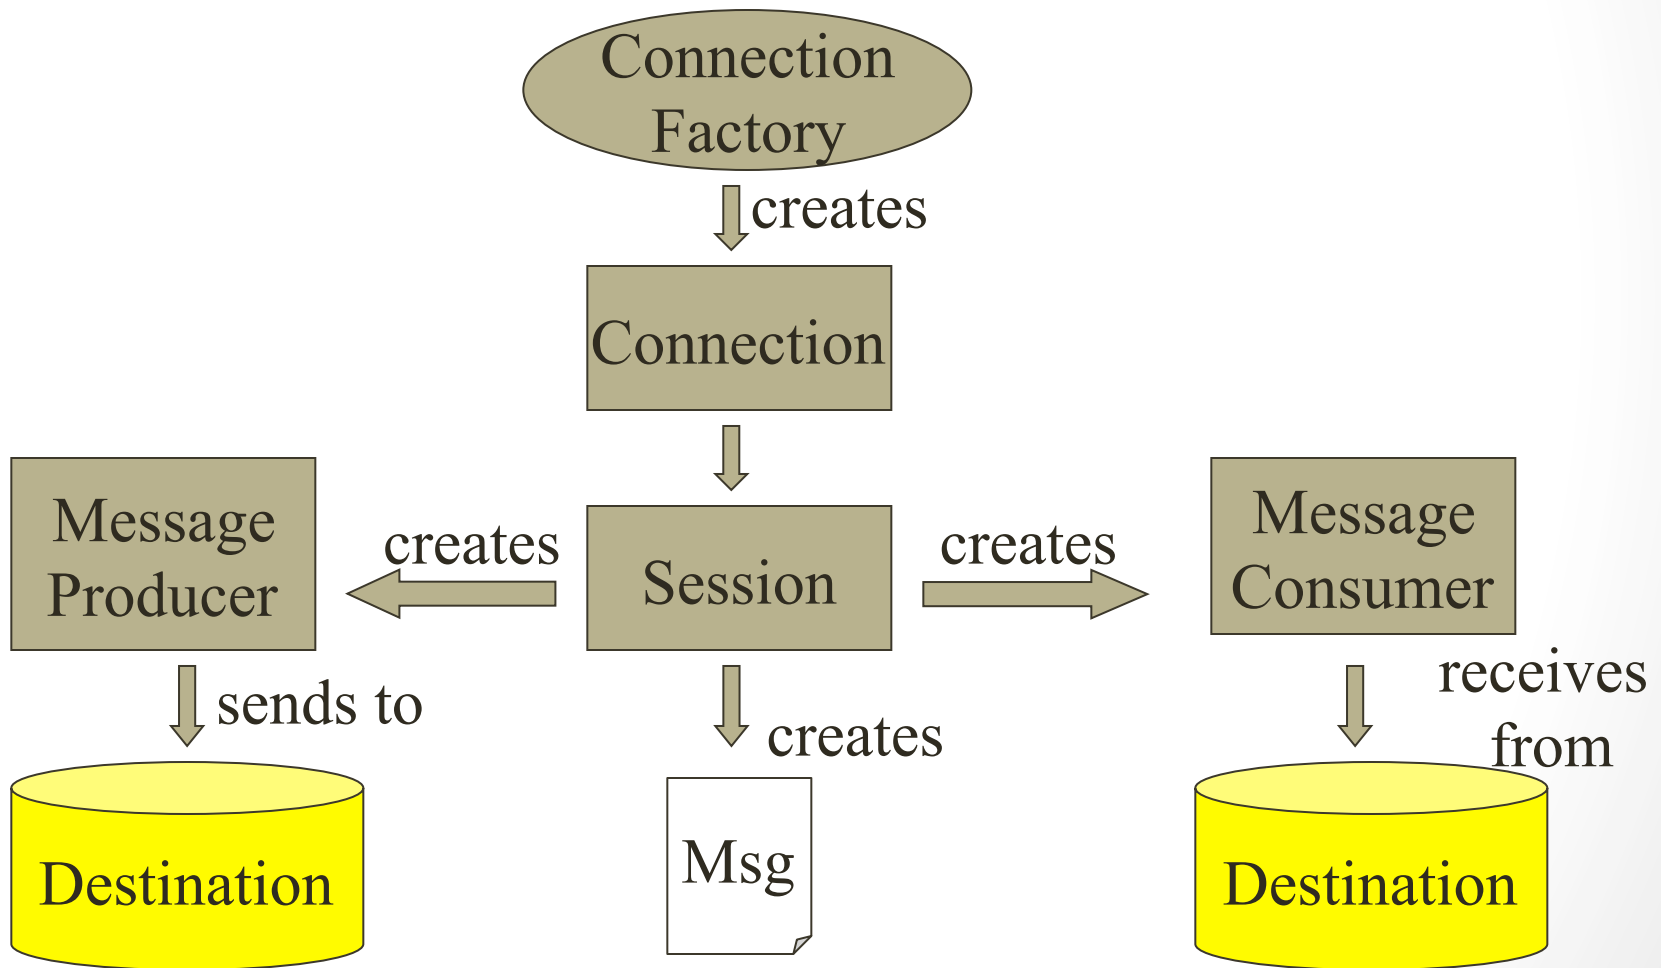 Connection
Factory
creates
Connection
Message
Producer
creates
Session
creates
Message
Consumer
sends to
creates
receives
from
Destination
Msg
Destination